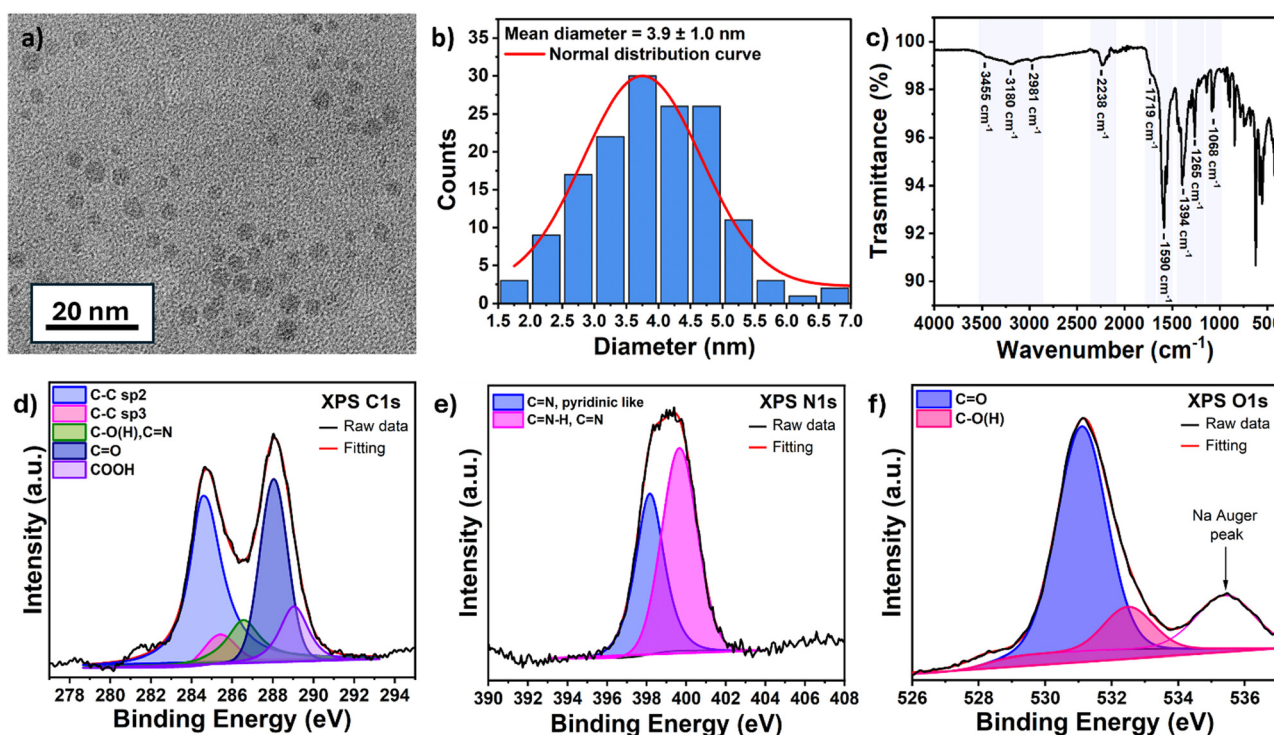 a)
20 nm
b)
Mean diameter = 3.9 ± 1.0 nm
Normal distribution curve
Counts
35
30
25
20
15
10
5
0
1.5 2.0 2.5 3.0 3.5 4.0 4.5 5.0 5.5 6.0 7.0
Diameter (nm)
c)
Trasmittance (%)
100
98
96
94
92
90
3455 cm⁻¹
3180 cm⁻¹
2981 cm⁻¹
2238 cm⁻¹
1719 cm⁻¹
1590 cm⁻¹
1394 cm⁻¹
1265 cm⁻¹
1068 cm⁻¹
4000 3500 3000 2500 2000 1500 1000 500
Wavenumber (cm⁻¹)
d)
C-C sp2
C-C sp3
C-O(H),C=N
C=O
COOH
XPS C1s
Raw data
Fitting
Intensity (a.u.)
278 280 282 284 286 288 290 292 294
Binding Energy (eV)
e)
C=N, pyridinic like
C=N-H, C=N
XPS N1s
Raw data
Fitting
Intensity (a.u.)
390 392 394 396 398 400 402 404 406 408
Binding Energy (eV)
f)
C=O
C-O(H)
XPS O1s
Raw data
Fitting
Na Auger
peak
Intensity (a.u.)
526 528 530 532 534 536
Binding Energy (eV)